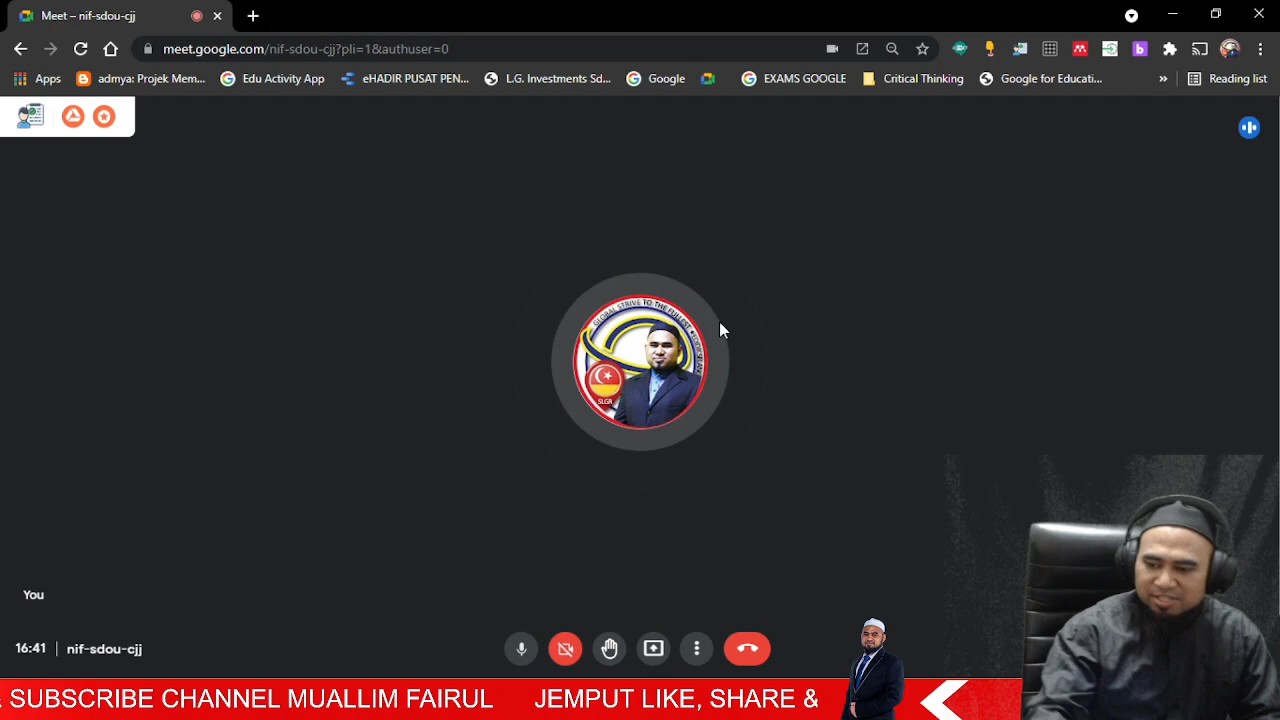 Meet – nif-sdou-cjj
meet.google.com/nif-sdou-cjj?pli=1&authuser=0
Apps
admya: Projek Mem...
Edu Activity App
eHADIR PUSAT PEN...
L.G. Investments Sd...
Google
EXAMS GOOGLE
Critical Thinking
Google for Educati...
»
Reading list
GLOBAL STRIVE TO THE FULLEST
SLGR
You
16:41 | nif-sdou-cjj
SUBSCRIBE CHANNEL MUALLIM FAIRUL JEMPUT LIKE, SHARE &